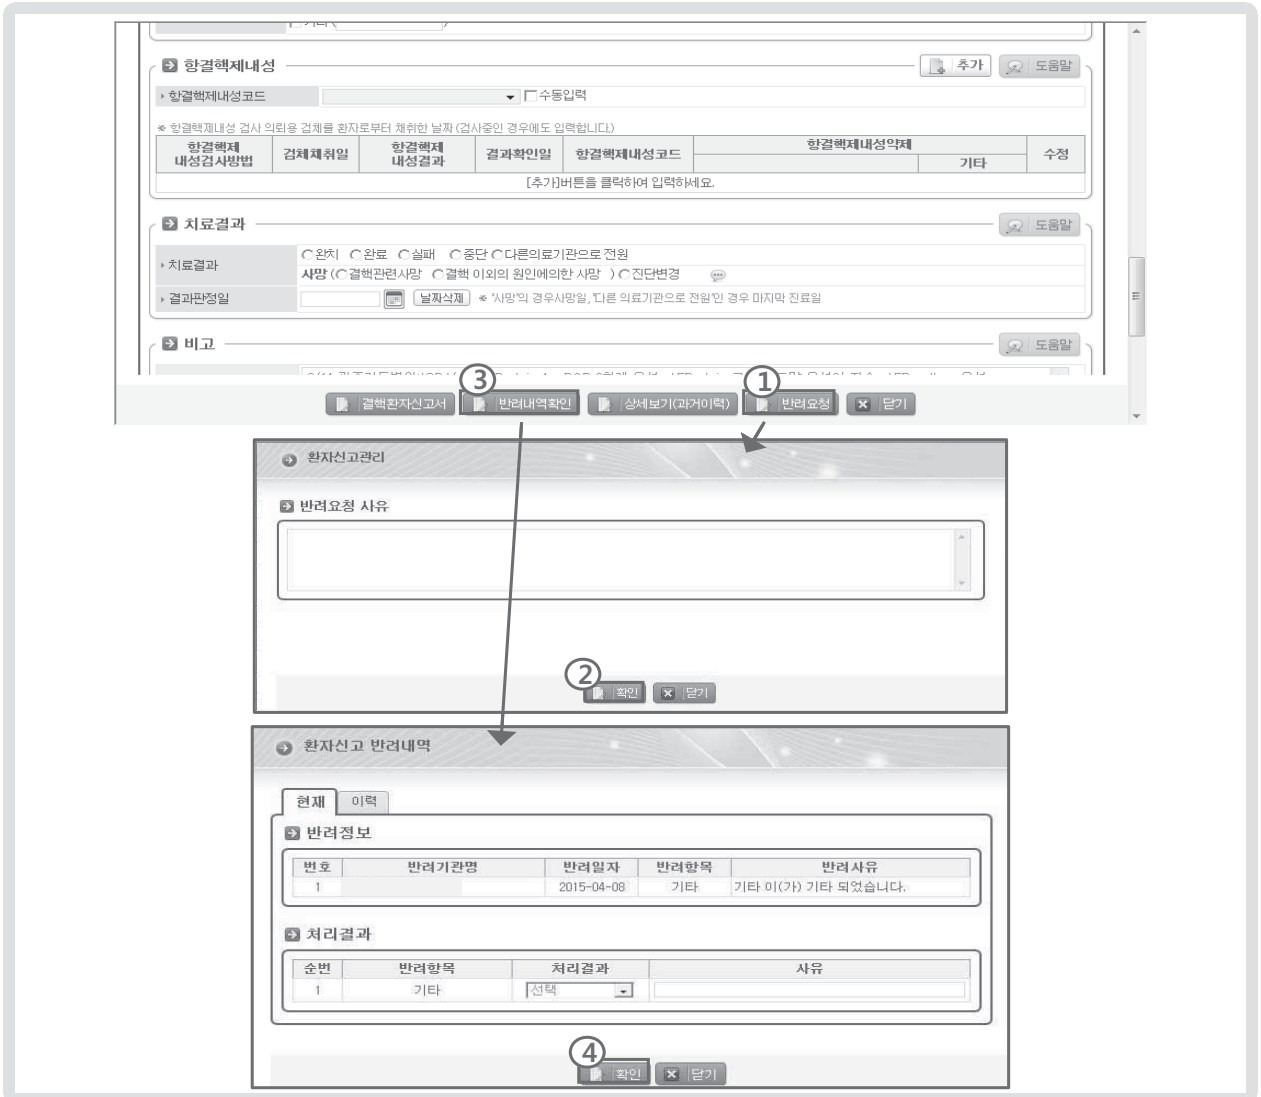 항결핵제내성
추가
도움말
항결핵제내성코드
수동입력
※ 항결핵제내성 검사 의뢰용 검체를 환자로부터 채취한 날짜 (검사중인 경우에도 입력합니다.)
항결핵제 내성검사방법 검체채취일 항결핵제 내성결과 결과확인일 항결핵제내성코드 항결핵제내성약제 기타 수정
[추가]버튼을 클릭하여 입력하세요.
치료결과
도움말
치료결과
완치 완료 실패 중단 다른의료기관으로 전원
사망 ( 결핵관련사망 결핵 이외의 원인에의한 사망 ) 진단변경
결과판정일
날짜삭제
※ '사망'의 경우사망일, '다른 의료기관으로 전원'인 경우 마지막 진료일
비고
도움말
③
①
결핵환자신고서 반려내역확인 상세보기(과거이력) 반려요청 닫기
환자신고관리
반려요청 사유
②
확인 닫기
환자신고 반려내역
현재 이력
반려정보
번호 반려기관명 반려일자 반려항목 반려사유
1 2015-04-08 기타 기타 이(가) 기타 되었습니다.
처리결과
순번 반려항목 처리결과 사유
1 기타 선택
④
확인 닫기